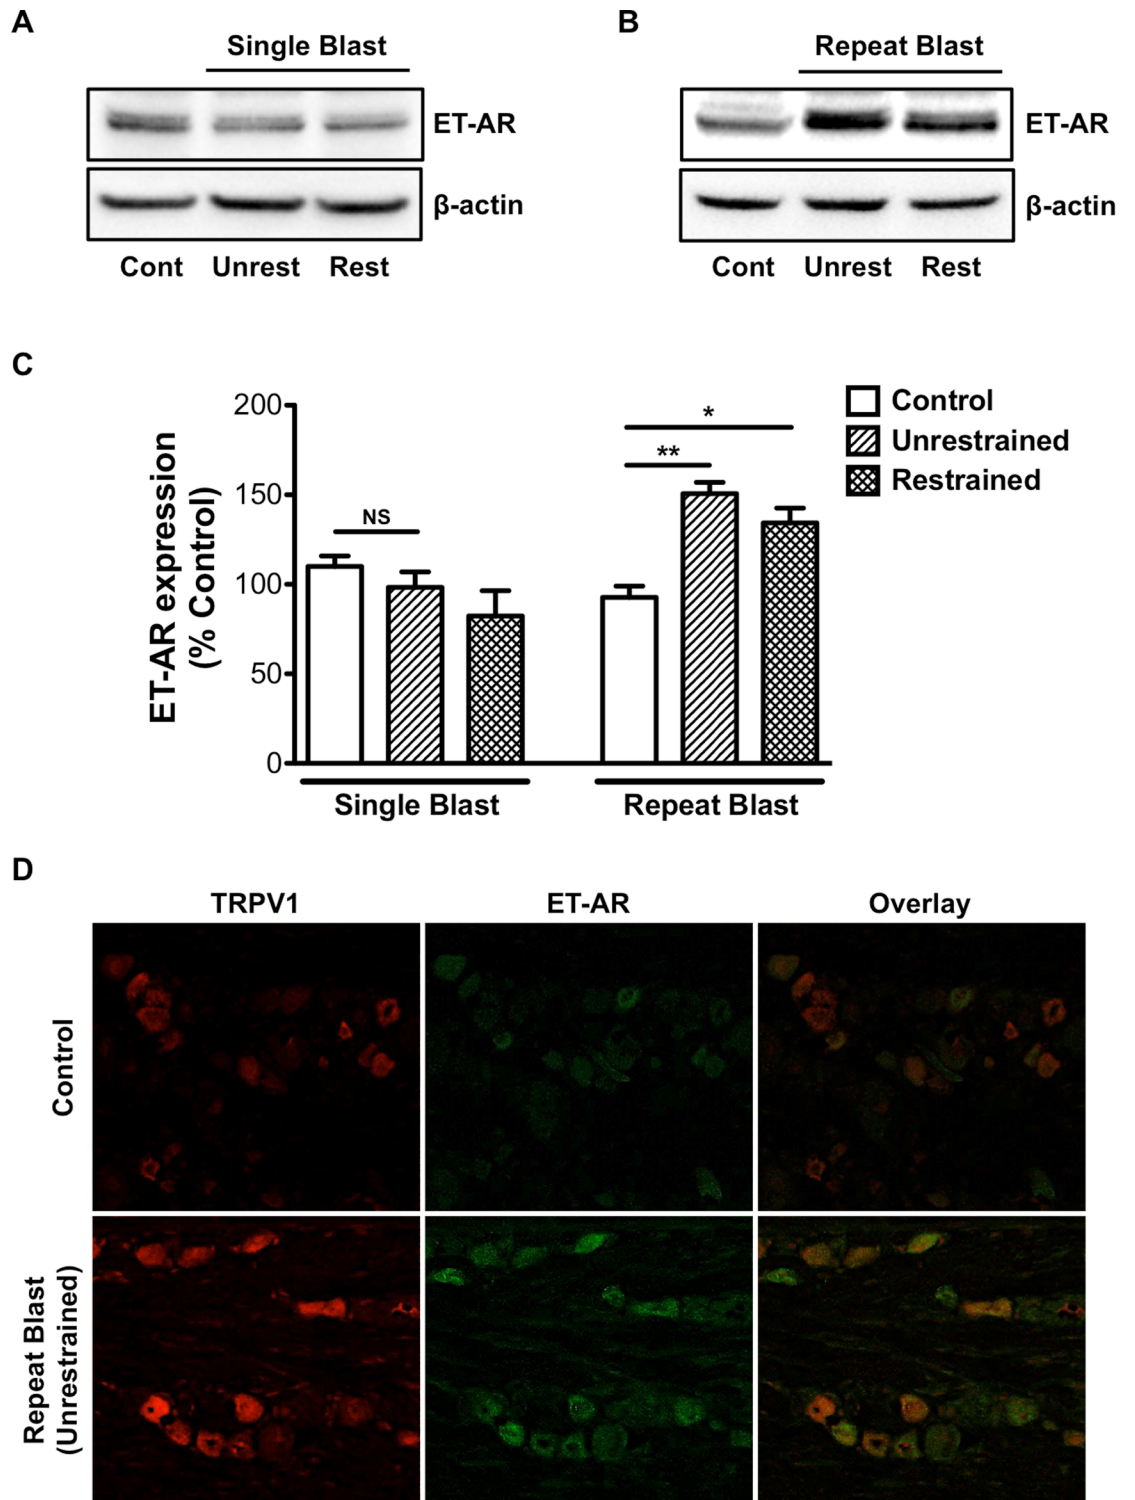 A
Single Blast
ET-AR
β-actin
Cont Unrest Rest
B
Repeat Blast
ET-AR
β-actin
Cont Unrest Rest
C
ET-AR expression
(% Control)
200
150
100
50
0
NS
**
*
Control
Unrestrained
Restrained
Single Blast
Repeat Blast
D
TRPV1 ET-AR Overlay
Control
Repeat Blast
(Unrestrained)